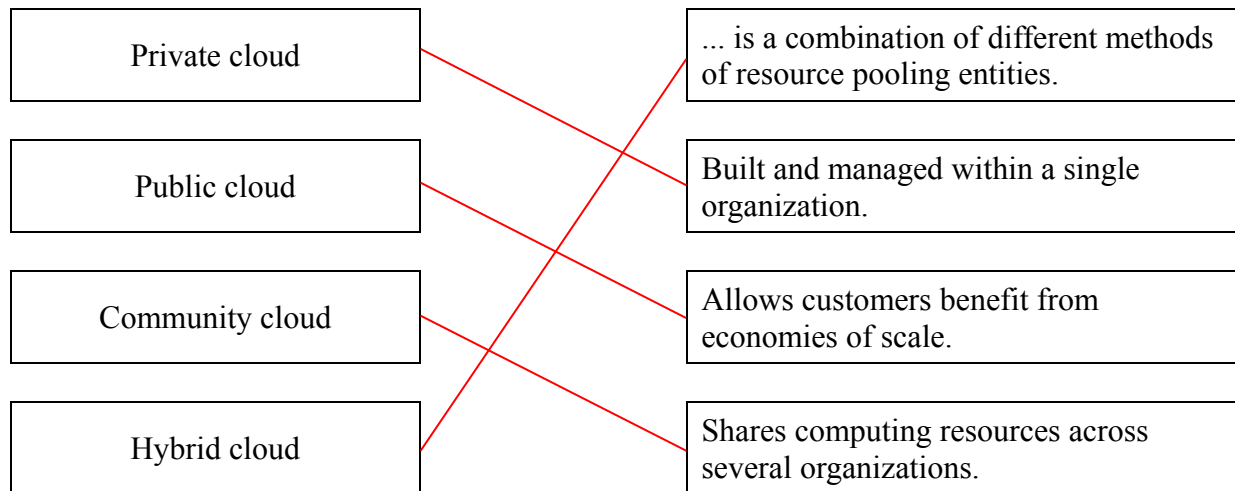 Private cloud
... is a combination of different methods
of resource pooling entities.
Public cloud
Built and managed within a single
organization.
Community cloud
Allows customers benefit from
economies of scale.
Hybrid cloud
Shares computing resources across
several organizations.